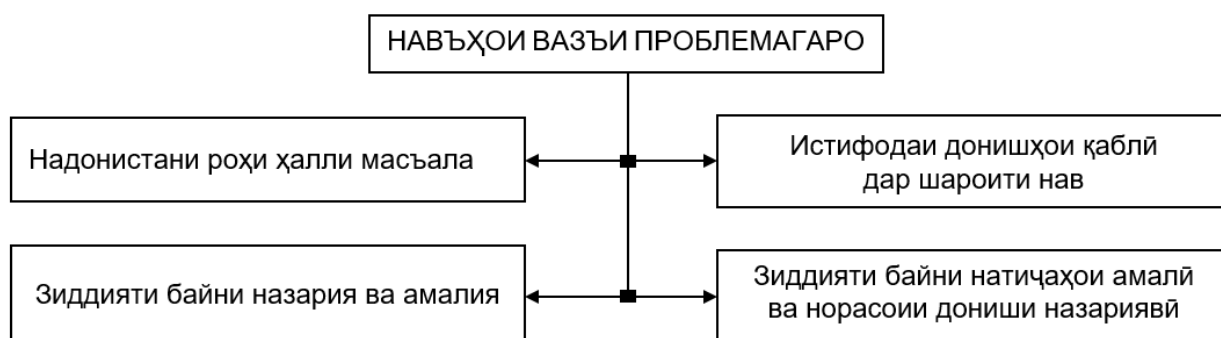 НАВЪҲОИ ВАЗЪИ ПРОБЛЕМАГАРО
Надонистани роҳи ҳалли масъала
Истифодаи донишҳои қаблӣ
дар шароити нав
Зиддияти байни назария ва амалия
Зиддияти байни натиҷаҳои амалӣ
ва норасоии дониши назариявӣ